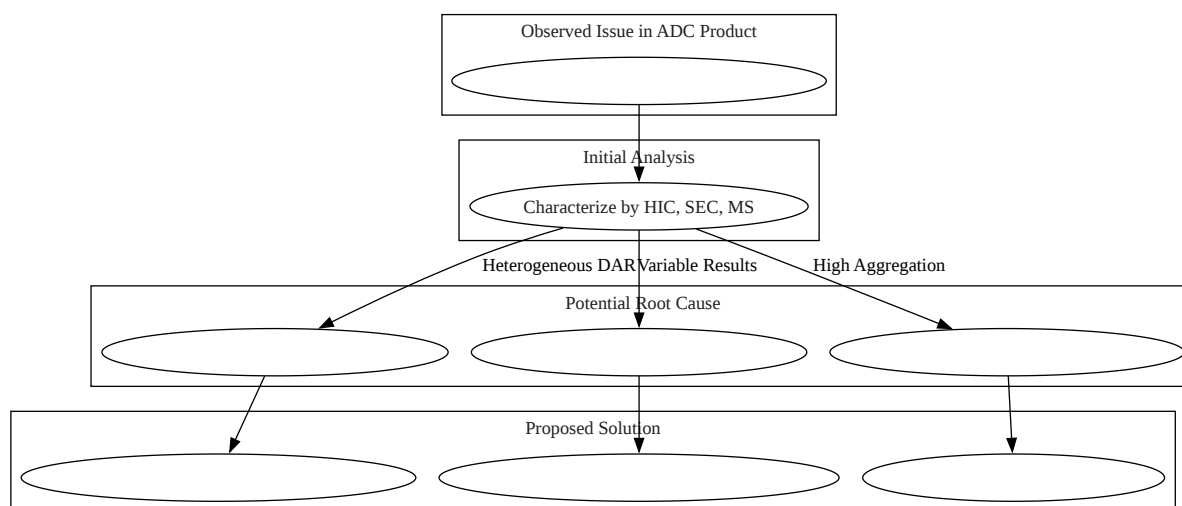 Observed Issue in ADC Product
Initial Analysis
Characterize by HIC, SEC, MS
Heterogeneous DAR
Variable Results
High Aggregation
Potential Root Cause
Proposed Solution